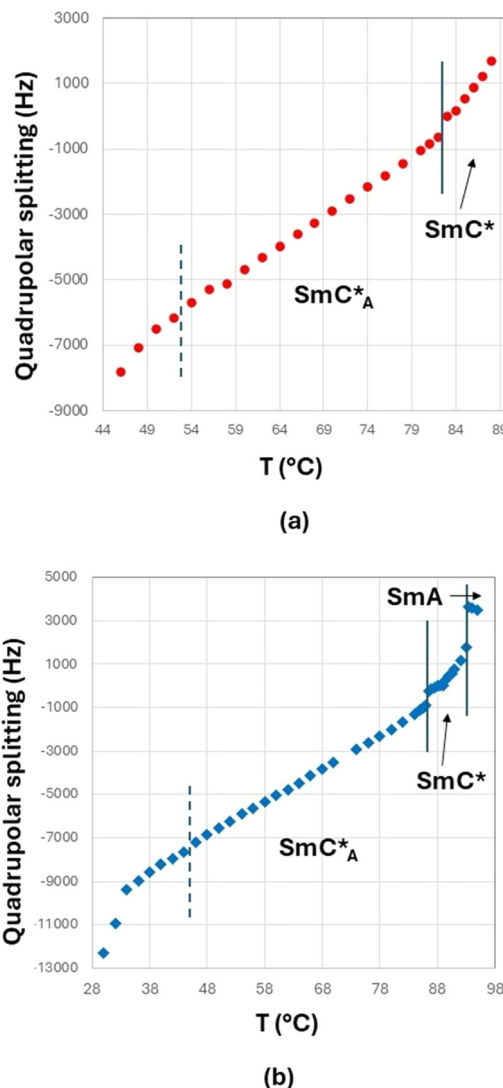 3000
1000
-1000
-3000
-5000
-7000
-9000
Quadrupolar splitting (Hz)
SmC*
SmC*A
44 49 54 59 64 69 74 79 84 89
T (°C)
(a)
5000
3000
1000
-1000
-3000
-5000
-7000
-9000
-11000
-13000
Quadrupolar splitting (Hz)
SmA
SmC*
SmC*A
28 38 48 58 68 78 88 98
T (°C)
(b)